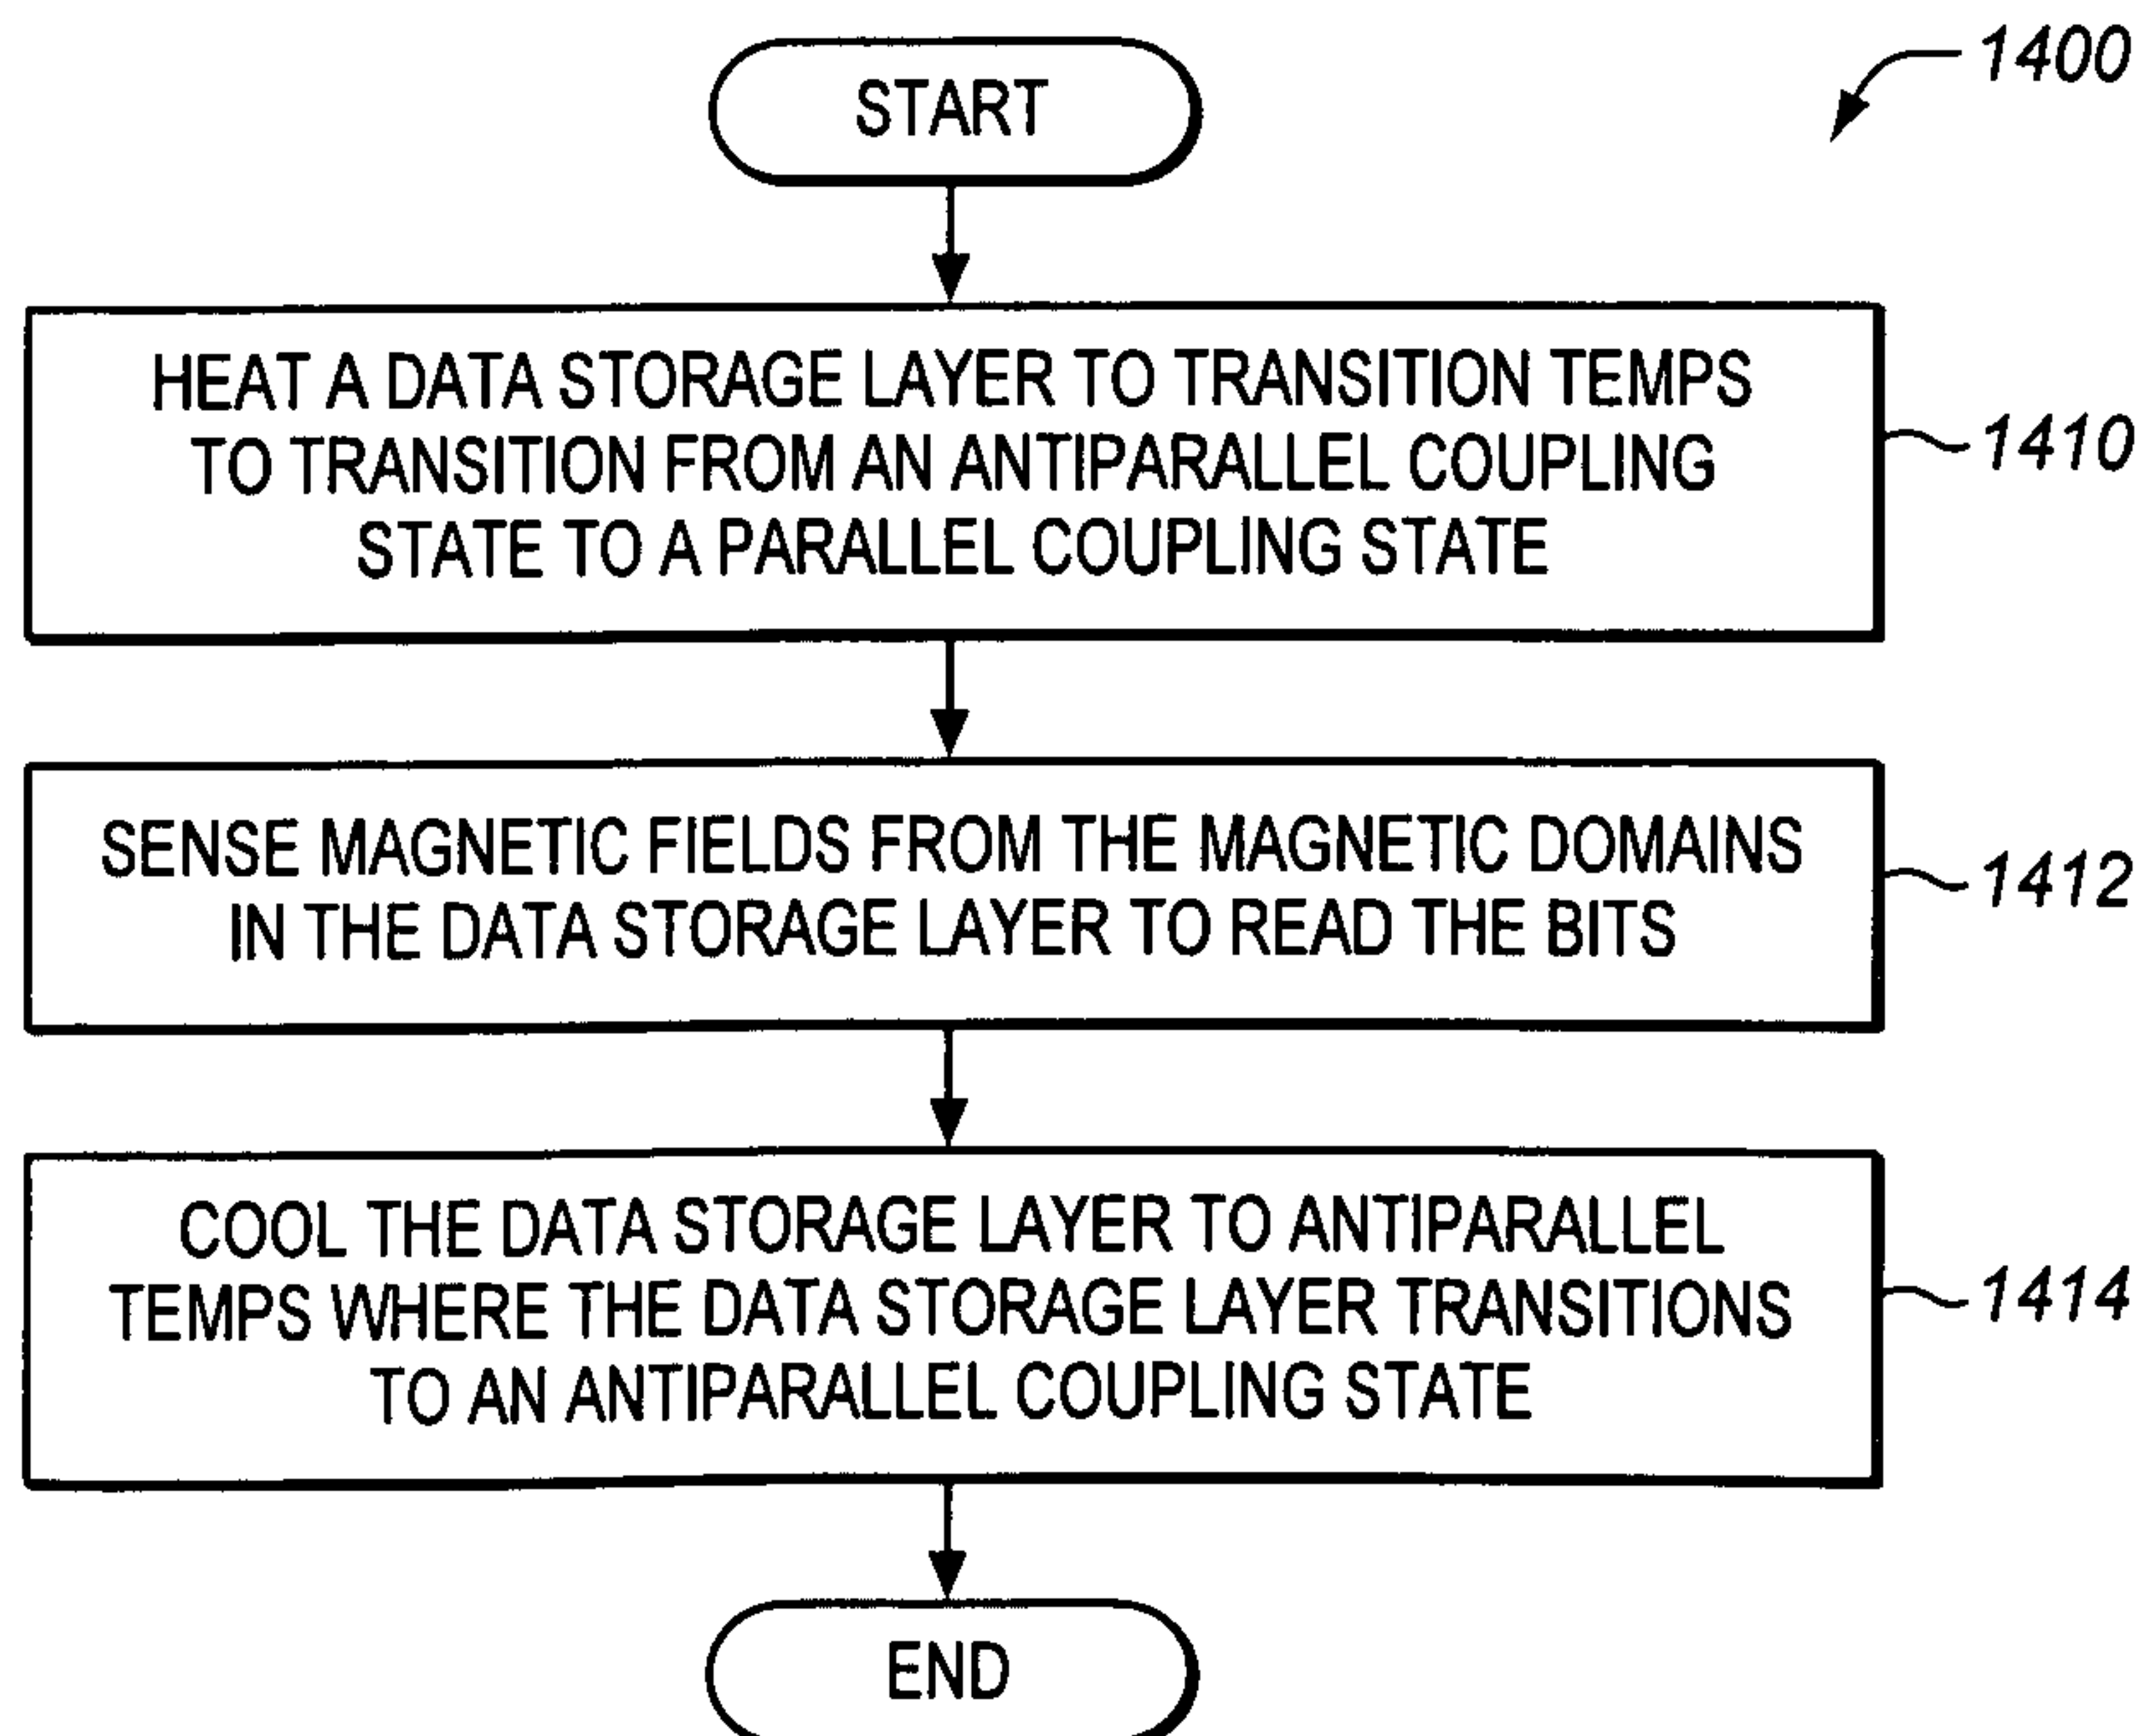 START
1400
HEAT A DATA STORAGE LAYER TO TRANSITION TEMPS
TO TRANSITION FROM AN ANTIPARALLEL COUPLING
STATE TO A PARALLEL COUPLING STATE
1410
SENSE MAGNETIC FIELDS FROM THE MAGNETIC DOMAINS
IN THE DATA STORAGE LAYER TO READ THE BITS
1412
COOL THE DATA STORAGE LAYER TO ANTIPARALLEL
TEMPS WHERE THE DATA STORAGE LAYER TRANSITIONS
TO AN ANTIPARALLEL COUPLING STATE
1414
END